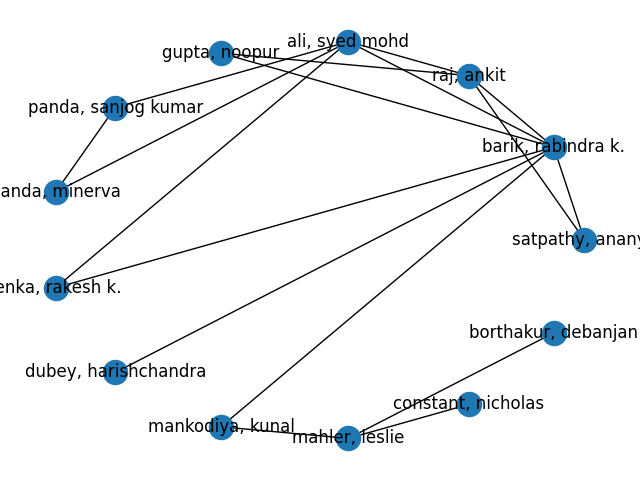 ali, syed mohd
gupta, noopur
raj, ankit
panda, sanjog kumar
barik, rabindra k.
anda, minerva
satpathy, anany
enka, rakesh k.
borthakur, debanjan
dubey, harishchandra
constant, nicholas
mankodiya, kunal
mahler, leslie